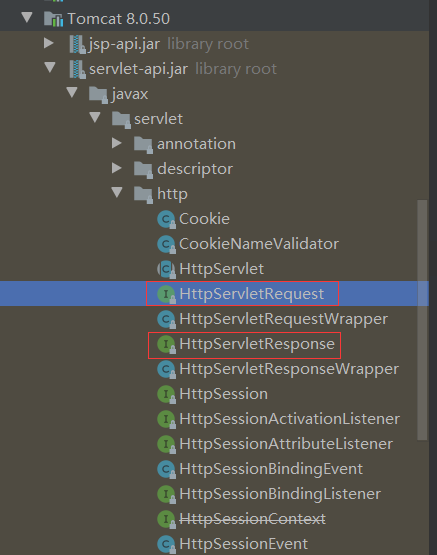 Tomcat 8.0.50
jsp-api.jar library root
servlet-api.jar library root
javax
servlet
annotation
descriptor
http
Cookie
CookieNameValidator
HttpServlet
HttpServletRequest
HttpServletRequestWrapper
HttpServletResponse
HttpServletResponseWrapper
HttpSession
HttpSessionActivationListener
HttpSessionAttributeListener
HttpSessionBindingEvent
HttpSessionBindingListener
HttpSessionContext
HttpSessionEvent